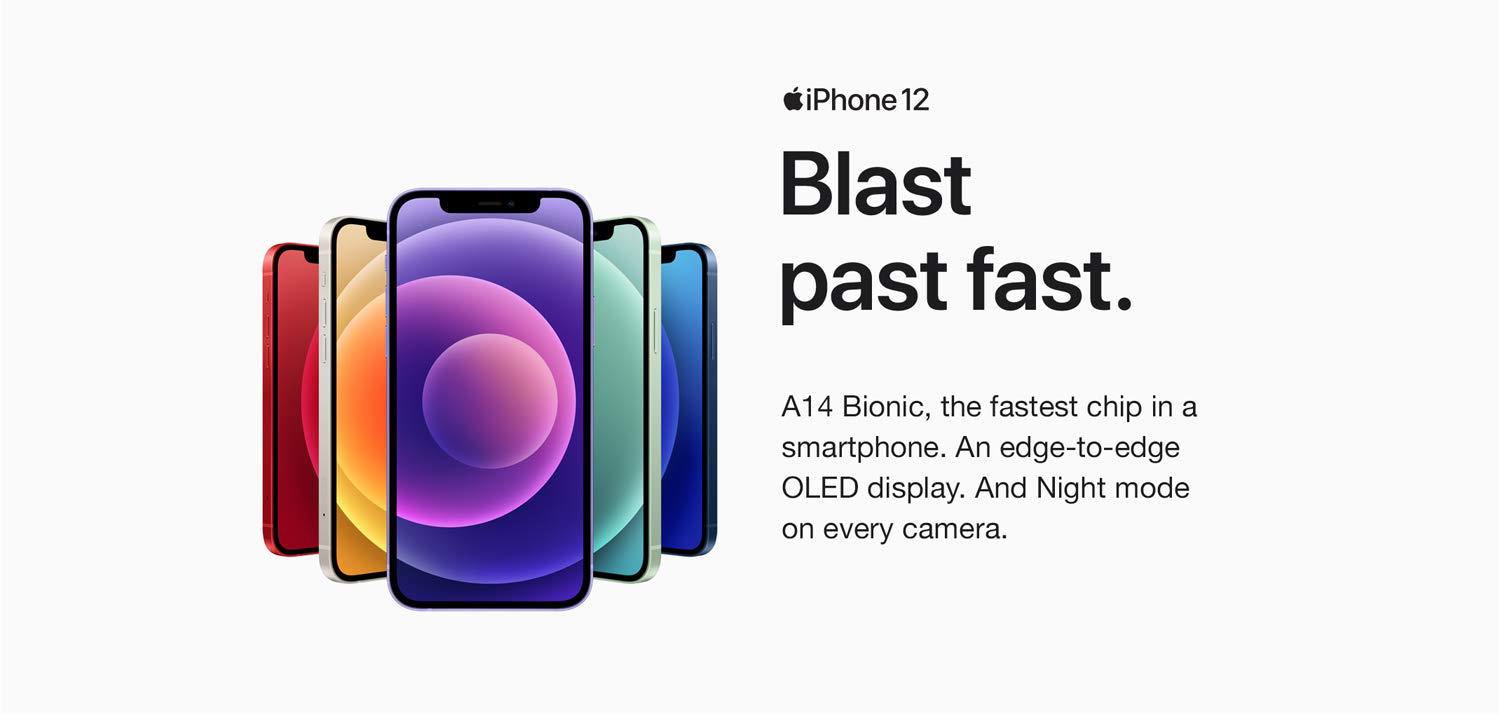 iPhone 12
Blast
past fast.
A14 Bionic, the fastest chip in a
smartphone. An edge-to-edge
OLED display. And Night mode
on every camera.